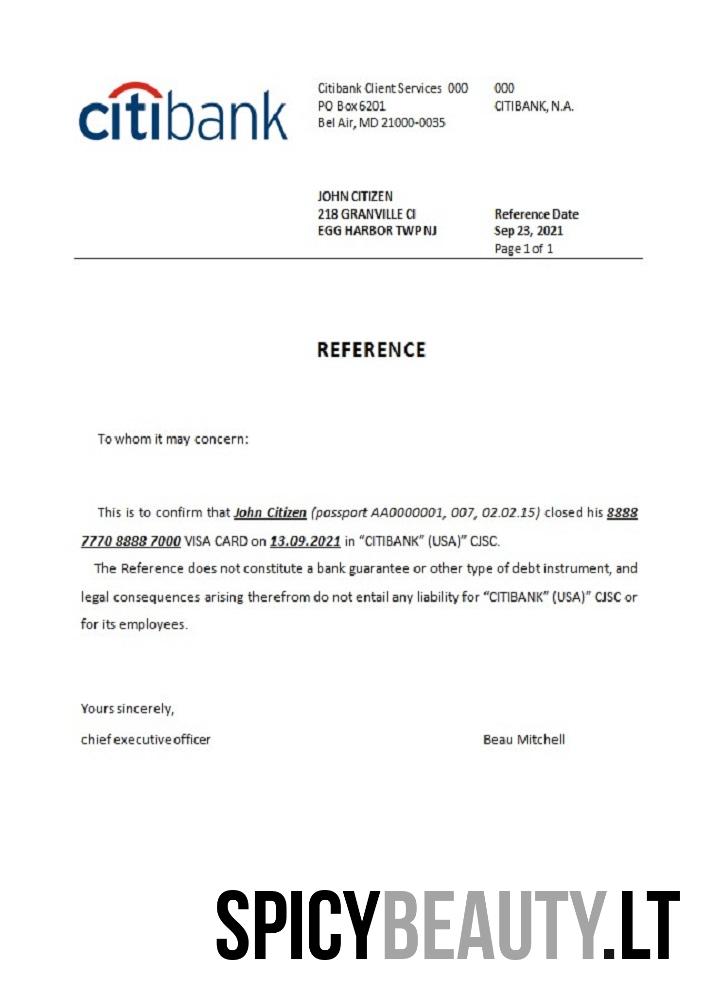 citibank
Citibank Client Services 000
PO Box 6201
Bel Air, MD 21000-0035
000
CITIBANK, N.A.
JOHN CITIZEN
218 GRANVILLE CI
EGG HARBOR TWP NJ
Reference Date
Sep 23, 2021
Page 1 of 1
REFERENCE
To whom it may concern:
This is to confirm that John Citizen (passport AA0000001, 007, 02.02.15) closed his 8888
7770 8888 7000 VISA CARD on 13.09.2021 in “CITIBANK” (USA)” CJSC.
The Reference does not constitute a bank guarantee or other type of debt instrument, and
legal consequences arising therefrom do not entail any liability for “CITIBANK” (USA)” CJSC or
for its employees.
Yours sincerely,
chief executive officer Beau Mitchell
SPICYBEAUTY.LT